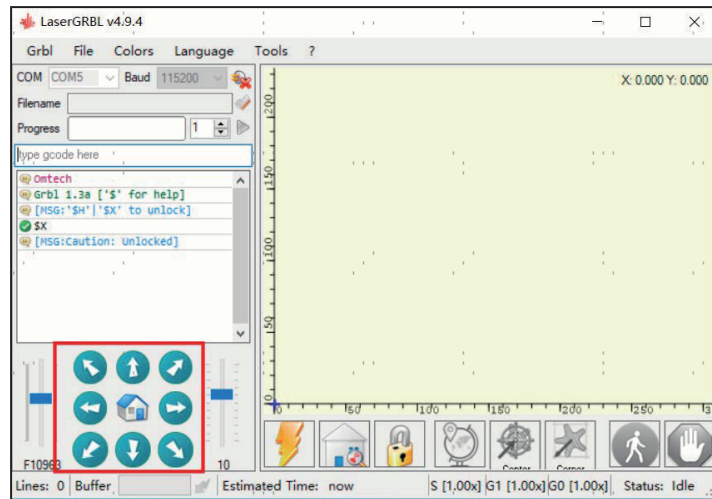 LaserGRBL v4.9.4
Grbl File Colors Language Tools ?
COM COM5 Baud 115200
Filename
Progress 1
type gcode here
Omtech
Grbl 1.3a ['$' for help]
[MSG:'$H'|'$X' to unlock]
$X
[MSG:Caution: Unlocked]
F10963
10
X: 0.000 Y: 0.000
200
150
100
50
0
0 50 100 150 200 250
Center Corner
Lines: 0 Buffer Estimated Time: now S [1.00x] G1 [1.00x] G0 [1.00x] Status: Idle